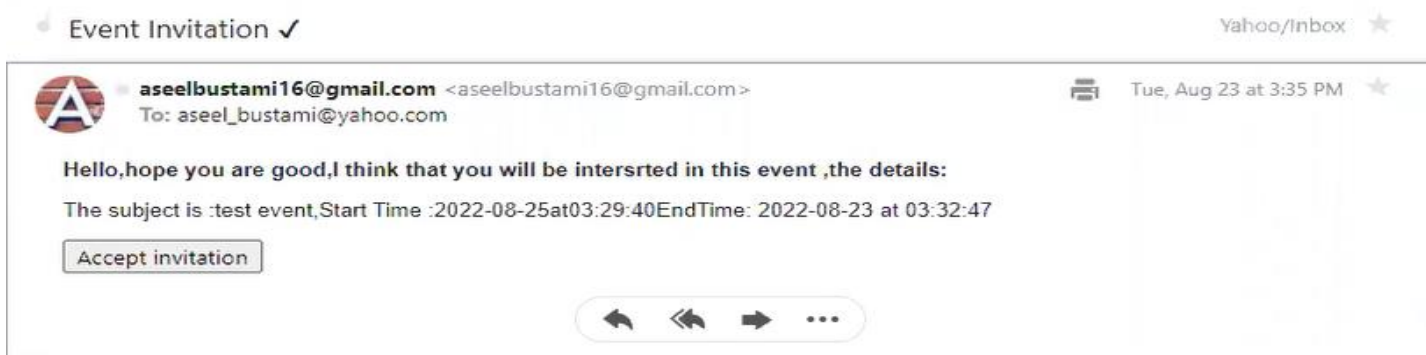 Event Invitation ✓
Yahoo/Inbox
aseelbustami16@gmail.com <aseelbustami16@gmail.com>
Tue, Aug 23 at 3:35 PM
To: aseel_bustami@yahoo.com
Hello,hope you are good,I think that you will be intersrted in this event ,the details:
The subject is :test event,Start Time :2022-08-25at03:29:40EndTime: 2022-08-23 at 03:32:47
Accept invitation